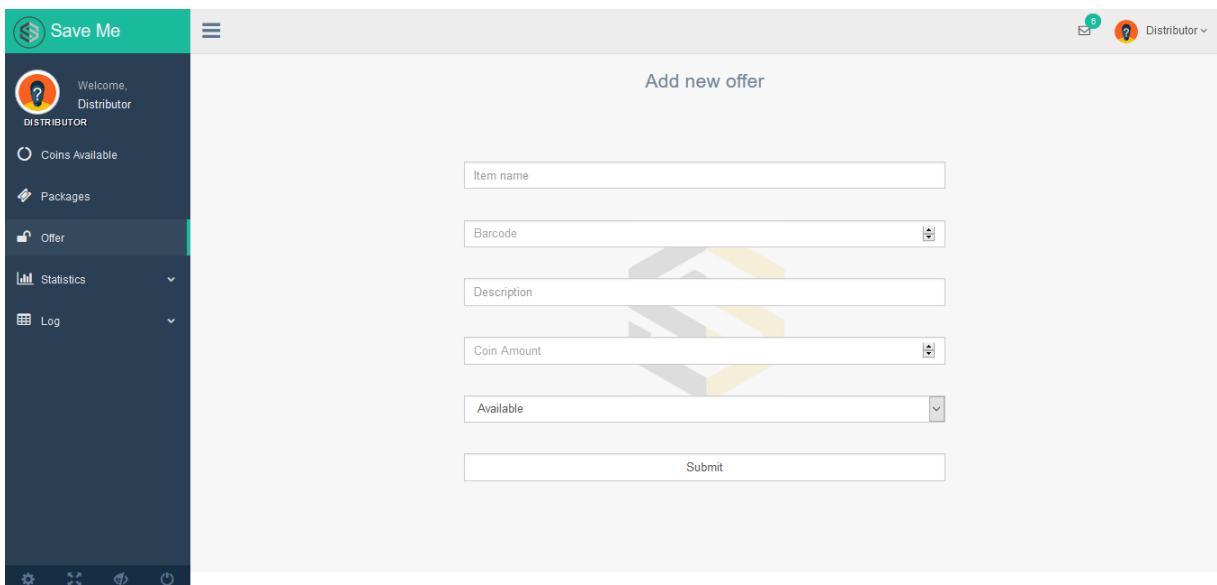 Save Me
6
Distributor
Welcome,
Distributor
DISTRIBUTOR
Coins Available
Packages
Offer
Statistics
Log
Add new offer
Item name
Barcode
Description
Coin Amount
Available
Submit